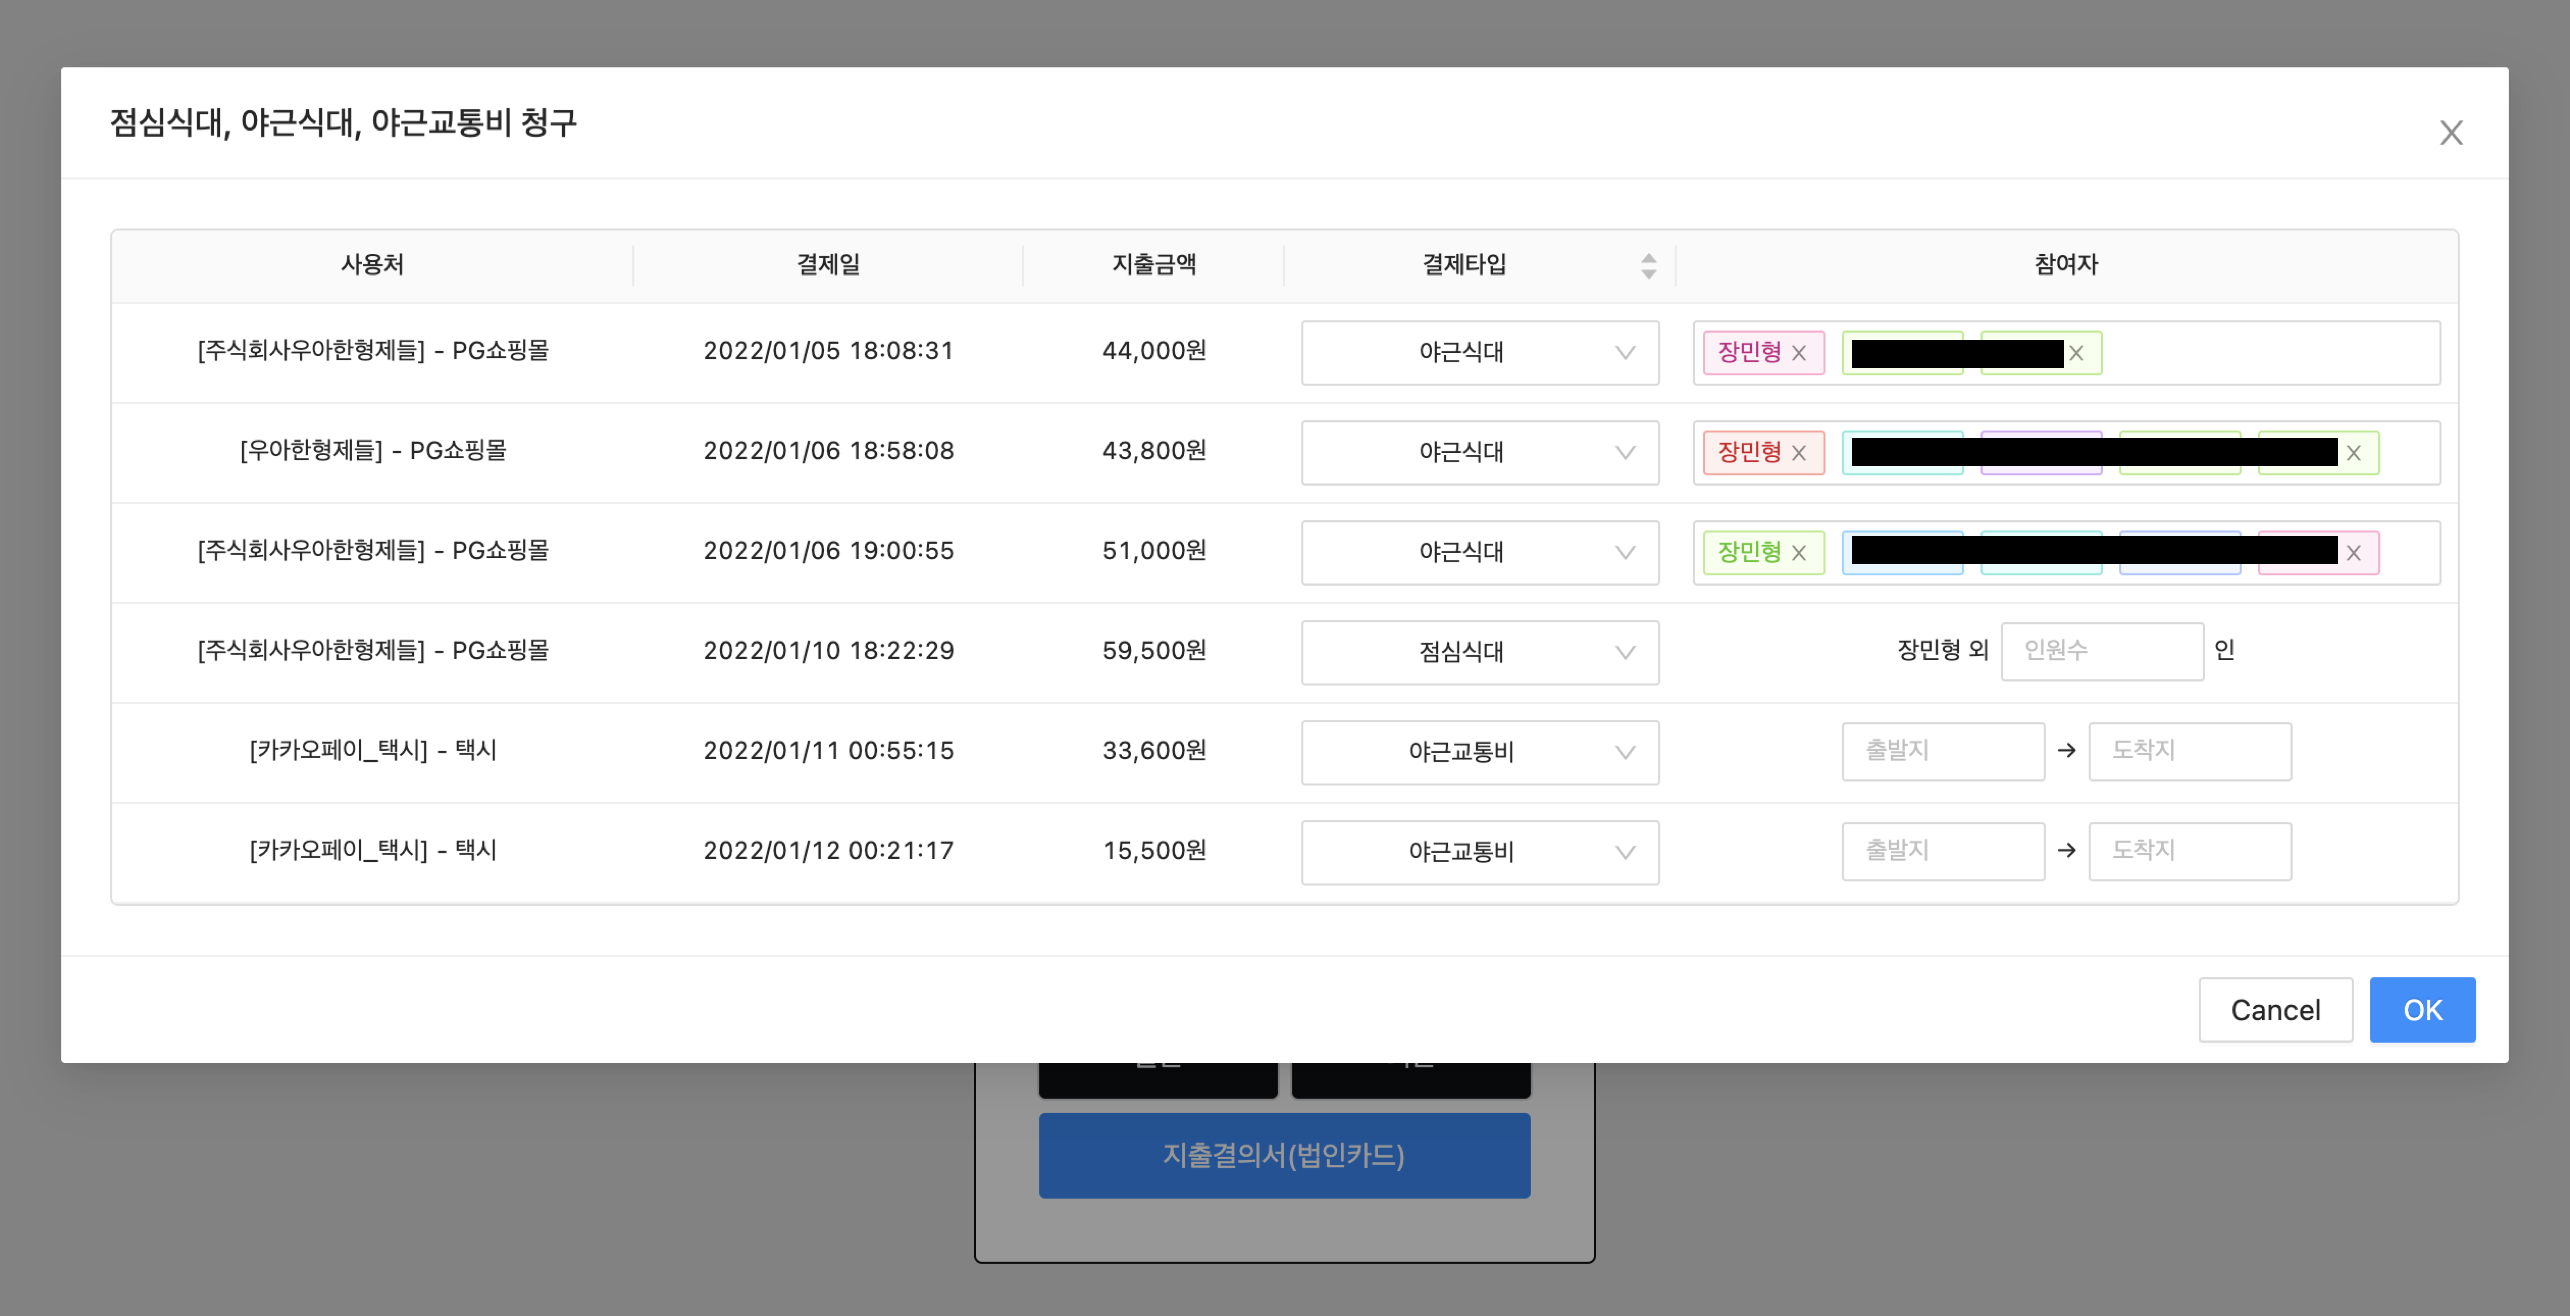 점심식대, 야근식대, 야근교통비 청구
사용처 결제일 지출금액 결제타입 참여자
[주식회사우아한형제들] - PG쇼핑몰 2022/01/05 18:08:31 44,000원 야근식대 장민형
[우아한형제들] - PG쇼핑몰 2022/01/06 18:58:08 43,800원 야근식대 장민형
[주식회사우아한형제들] - PG쇼핑몰 2022/01/06 19:00:55 51,000원 야근식대 장민형
[주식회사우아한형제들] - PG쇼핑몰 2022/01/10 18:22:29 59,500원 점심식대 장민형 외 인원수 인
[카카오페이_택시] - 택시 2022/01/11 00:55:15 33,600원 야근교통비 출발지 → 도착지
[카카오페이_택시] - 택시 2022/01/12 00:21:17 15,500원 야근교통비 출발지 → 도착지
Cancel OK
지출결의서(법인카드)